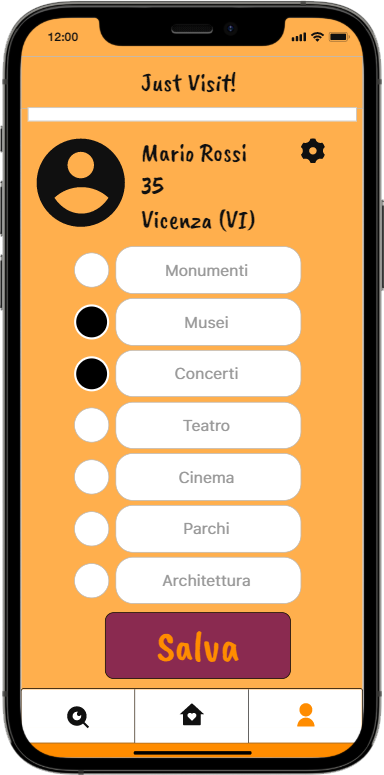 12:00
Just Visit!
Mario Rossi
35
Vicenza (VI)
Monumenti
Musei
Concerti
Teatro
Cinema
Parchi
Architettura
Salva